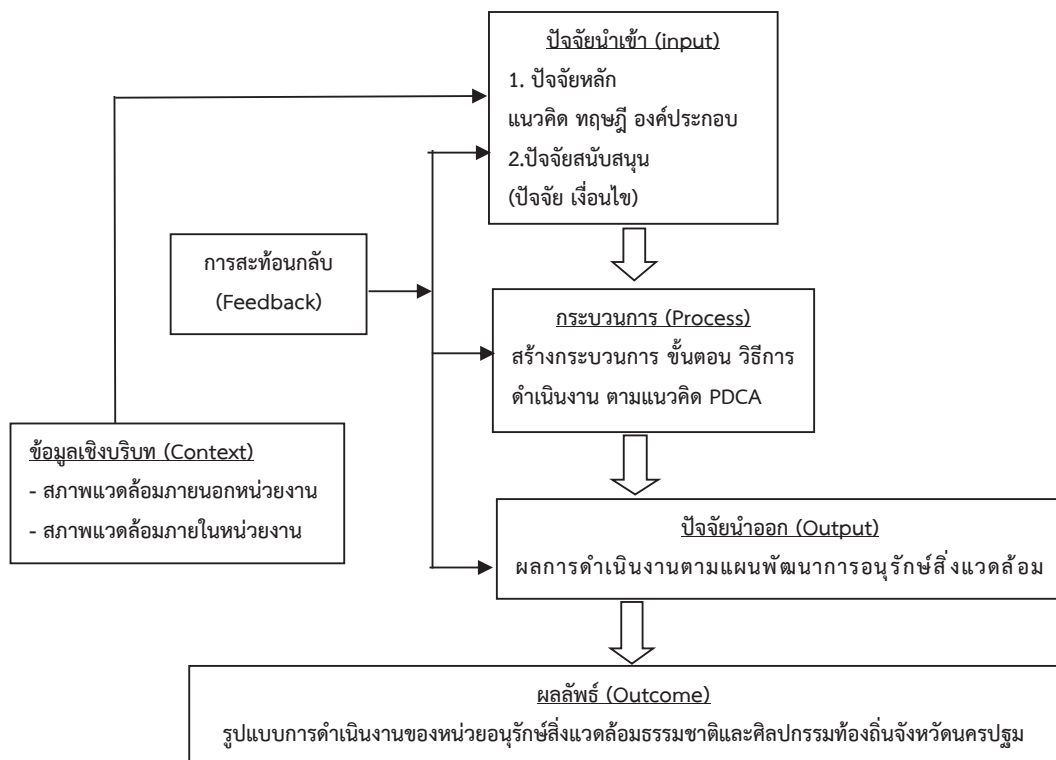 ปัจจัยนำเข้า (input)
1. ปัจจัยหลัก
แนวคิด ทฤษฎี องค์ประกอบ
2.ปัจจัยสนับสนุน
(ปัจจัย เงื่อนไข)
การสะท้อนกลับ
(Feedback)
กระบวนการ (Process)
สร้างกระบวนการ ขั้นตอน วิธีการ
ดำเนินงาน ตามแนวคิด PDCA
ข้อมูลเชิงบริบท (Context)
- สภาพแวดล้อมภายนอกหน่วยงาน
- สภาพแวดล้อมภายในหน่วยงาน
ปัจจัยนำออก (Output)
ผลการดำเนินงานตามแผนพัฒนาการอนุรักษ์สิ่งแวดล้อม
ผลลัพธ์ (Outcome)
รูปแบบการดำเนินงานของหน่วยอนุรักษ์สิ่งแวดล้อมธรรมชาติและศิลปกรรมท้องถิ่นจังหวัดนครปฐม